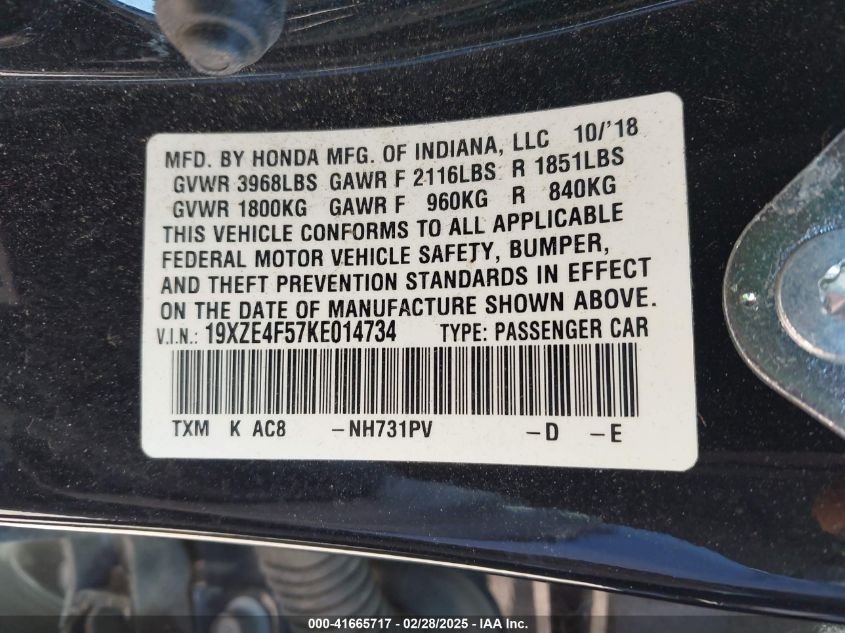 MFD. BY HONDA MFG. OF INDIANA, LLC 10/'18
GVWR 3968LBS GAWR F 2116LBS R 1851LBS
GVWR 1800KG GAWR F 960KG R 840KG
THIS VEHICLE CONFORMS TO ALL APPLICABLE
FEDERAL MOTOR VEHICLE SAFETY, BUMPER,
AND THEFT PREVENTION STANDARDS IN EFFECT
ON THE DATE OF MANUFACTURE SHOWN ABOVE.
V.I.N.: 19XZE4F57KE014734 TYPE: PASSENGER CAR
TXM K AC8 -NH731PV -D -E
000-41665717 | 02/28/2025 - IAA Inc.